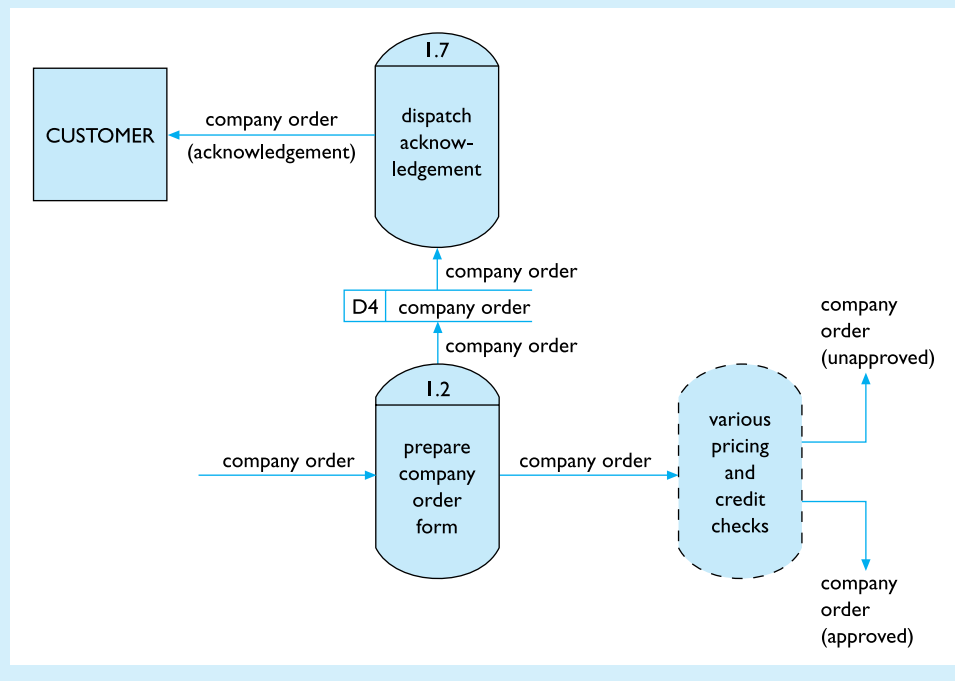 1.7
dispatch
acknow-
ledgement
CUSTOMER
company order
(acknowledgement)
company order
D4 company order
company order
1.2
prepare
company
order
form
company order
company order
various
pricing
and
credit
checks
company
order
(unapproved)
company
order
(approved)